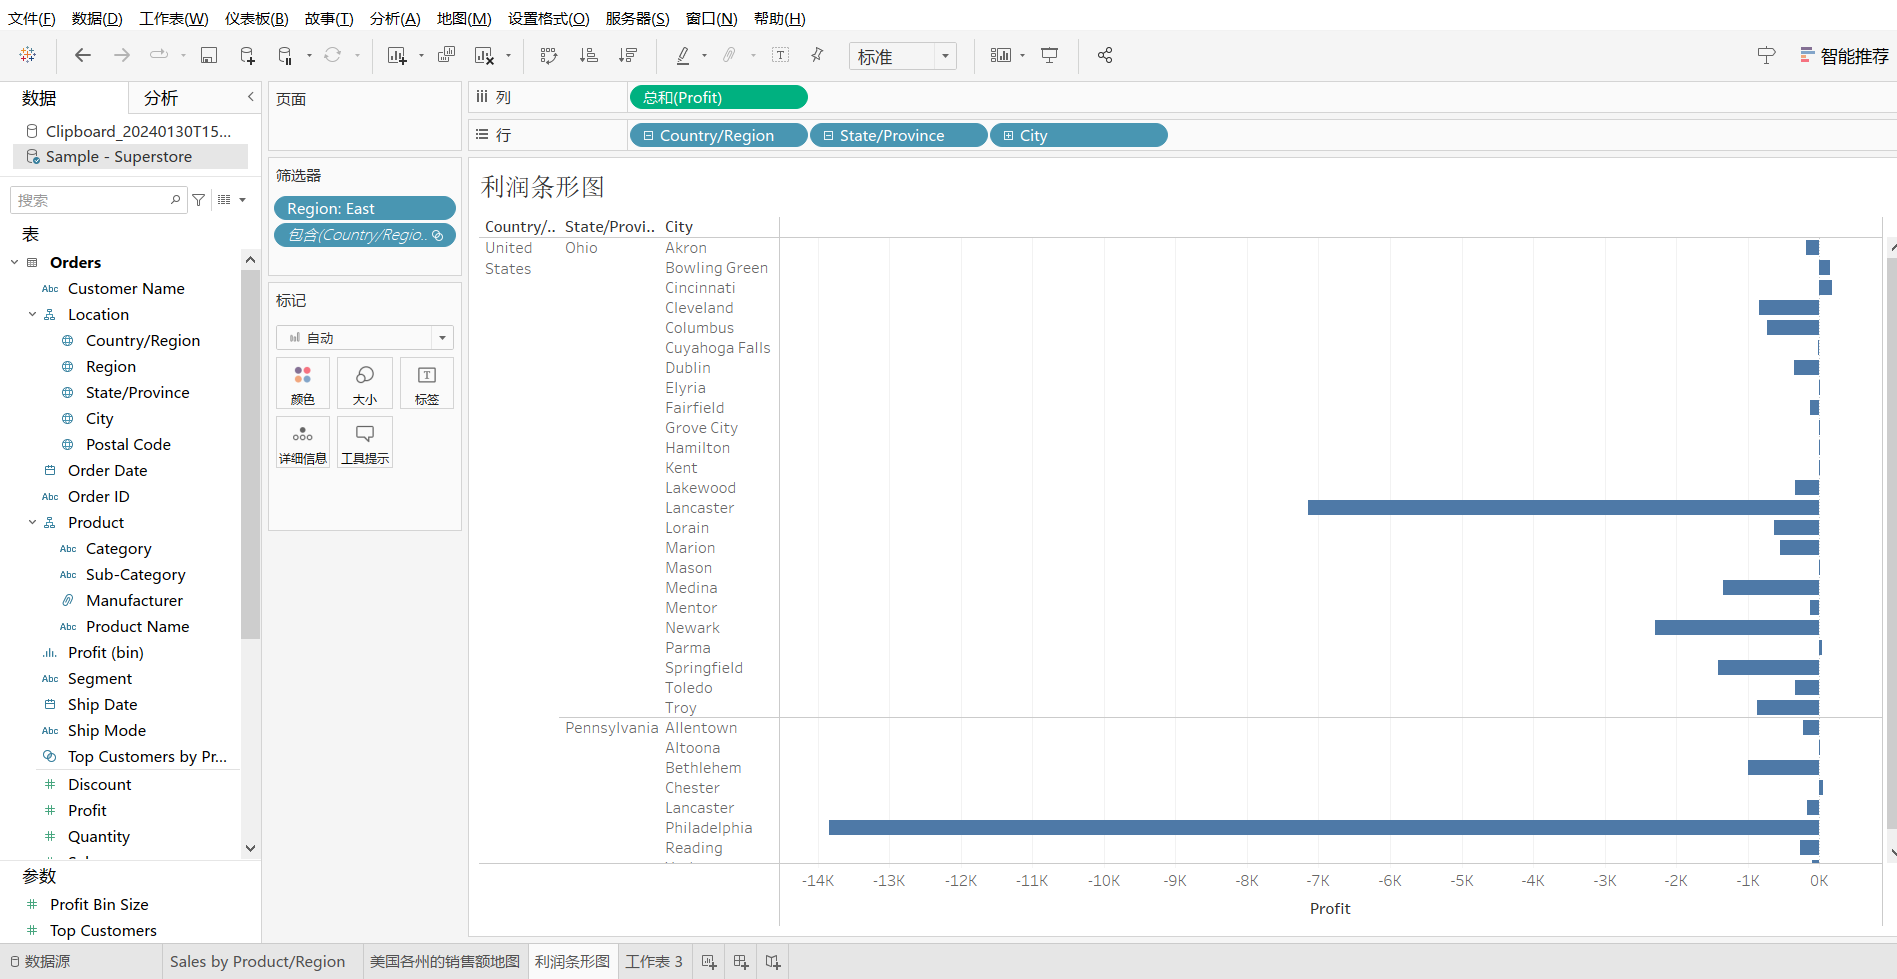 文件(F) 数据(D) 工作表(W) 仪表板(B) 故事(T) 分析(A) 地图(M) 设置格式(O) 服务器(S) 窗口(N) 帮助(H)
标准
智能推荐
数据 分析
Clipboard_20240130T15...
Sample - Superstore
搜索
表
Orders
Abc Customer Name
Location
Country/Region
Region
State/Province
City
Postal Code
Order Date
Abc Order ID
Product
Abc Category
Abc Sub-Category
Manufacturer
Abc Product Name
Profit (bin)
Abc Segment
Ship Date
Abc Ship Mode
Top Customers by Pr...
# Discount
# Profit
# Quantity
参数
# Profit Bin Size
# Top Customers
页面
筛选器
Region: East
包含(Country/Regio..
标记
自动
颜色 大小 标签
详细信息 工具提示
列 总和(Profit)
行 Country/Region State/Province City
利润条形图
Country/.. State/Provi.. City
United States Ohio Akron
Bowling Green
Cincinnati
Cleveland
Columbus
Cuyahoga Falls
Dublin
Elyria
Fairfield
Grove City
Hamilton
Kent
Lakewood
Lancaster
Lorain
Marion
Mason
Medina
Mentor
Newark
Parma
Springfield
Toledo
Troy
Pennsylvania Allentown
Altoona
Bethlehem
Chester
Lancaster
Philadelphia
Reading
-14K -13K -12K -11K -10K -9K -8K -7K -6K -5K -4K -3K -2K -1K 0K
Profit
数据源 Sales by Product/Region 美国各州的销售额地图 利润条形图 工作表 3